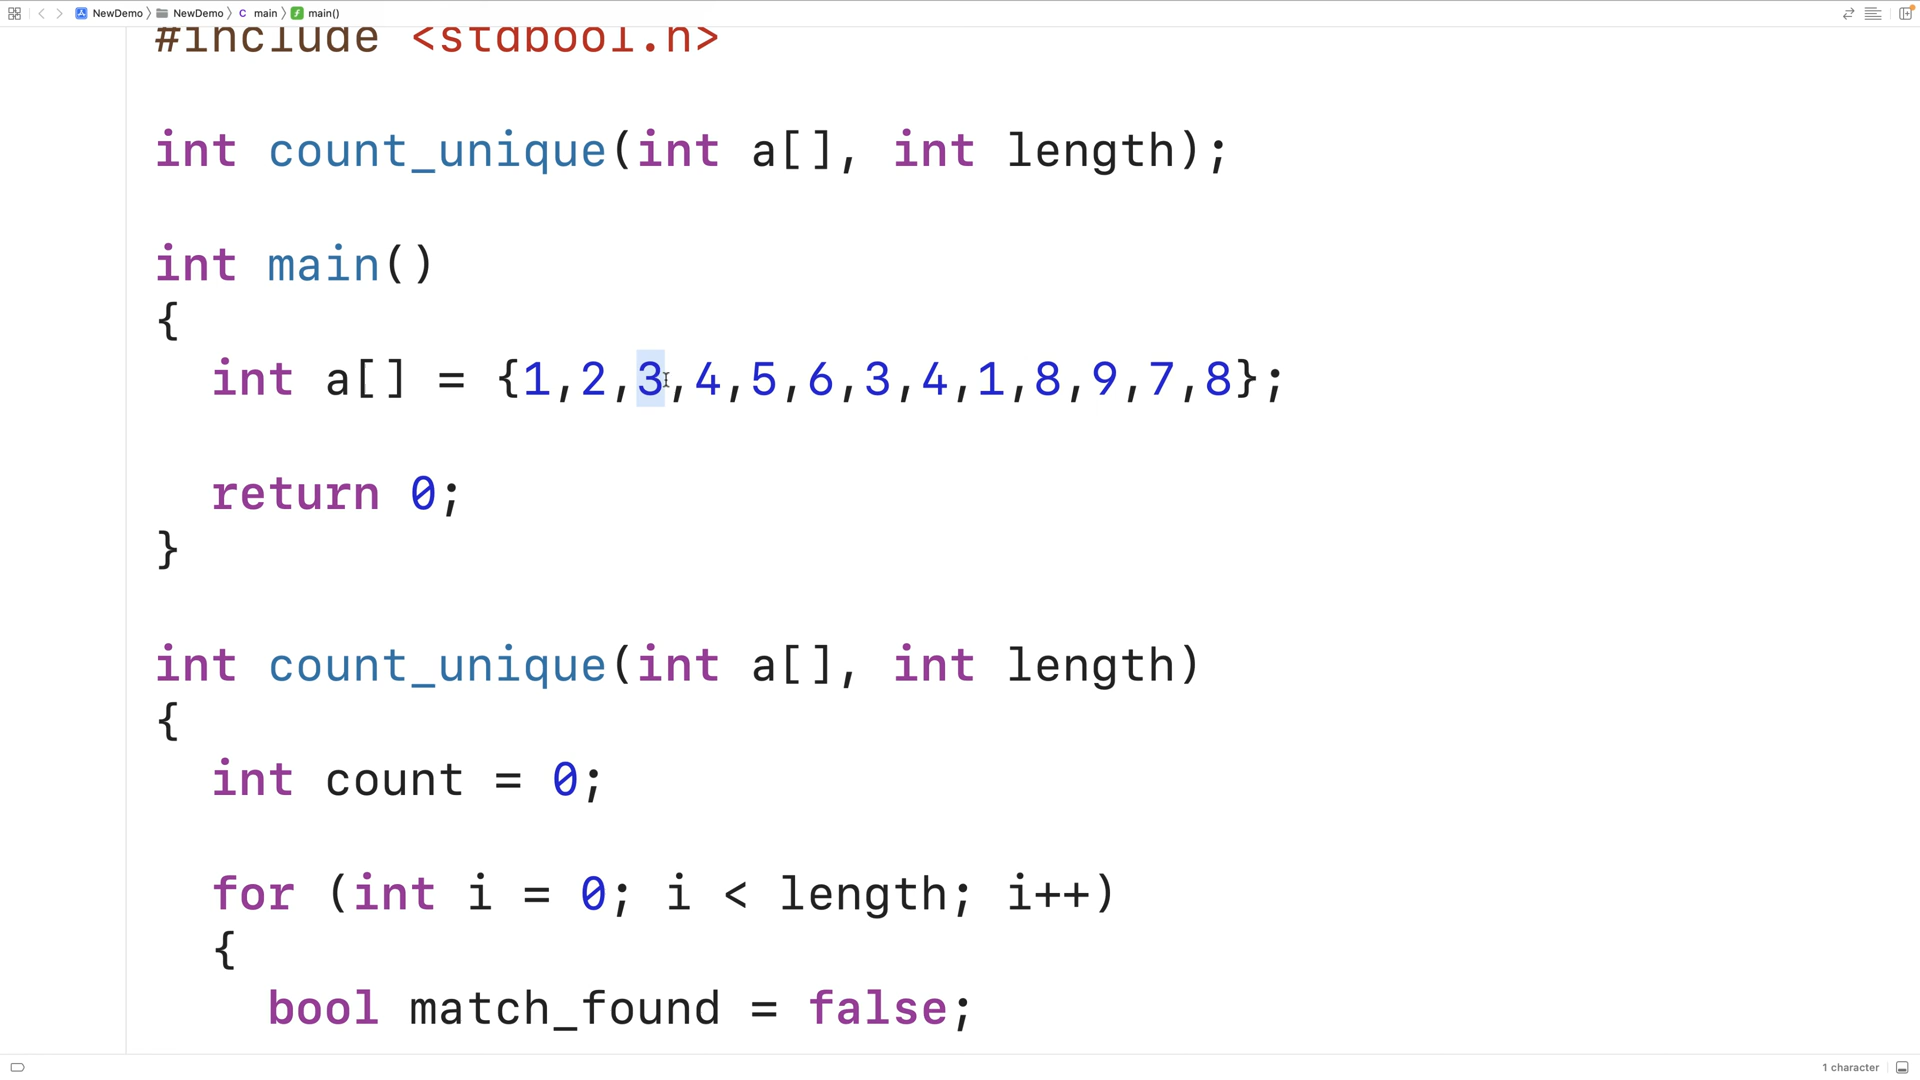 NewDemo NewDemo C main f main()
#include <stdbool.h>
int count_unique(int a[], int length);
int main()
{
int a[] = {1,2,3,4,5,6,3,4,1,8,9,7,8};
return 0;
}
int count_unique(int a[], int length)
{
int count = 0;
for (int i = 0; i < length; i++)
{
bool match_found = false;
1 character